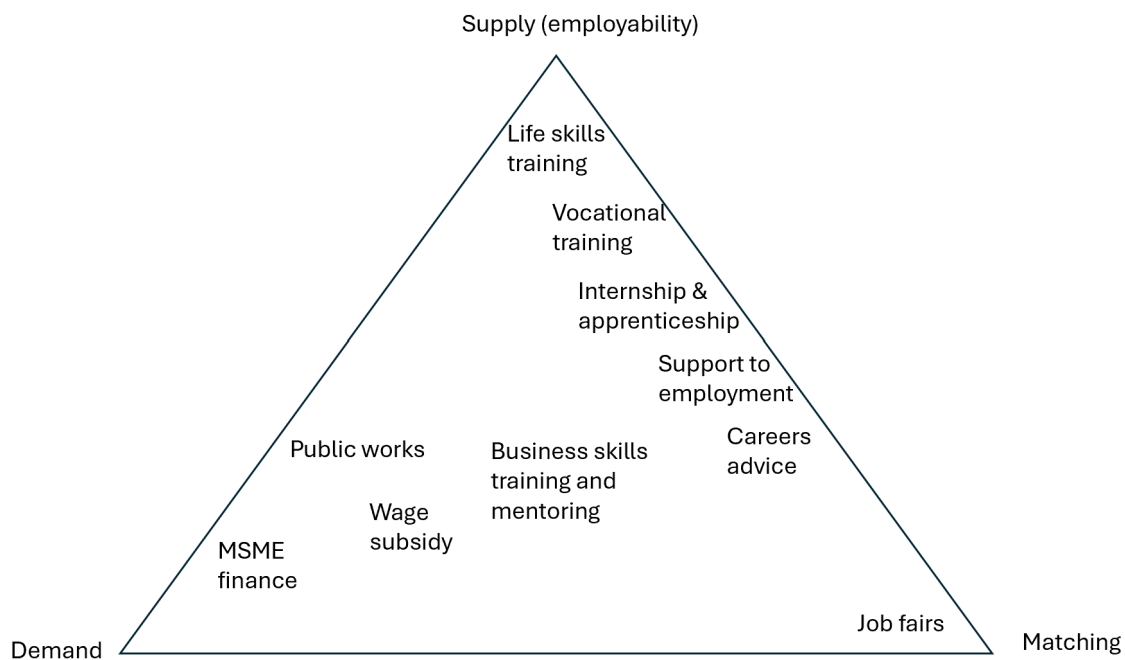 Supply (employability)
Life skills
training
Vocational
training
Internship &
apprenticeship
Support to
employment
Careers
advice
Public works
Business skills
training and
mentoring
Wage
subsidy
MSME
finance
Job fairs
Demand
Matching